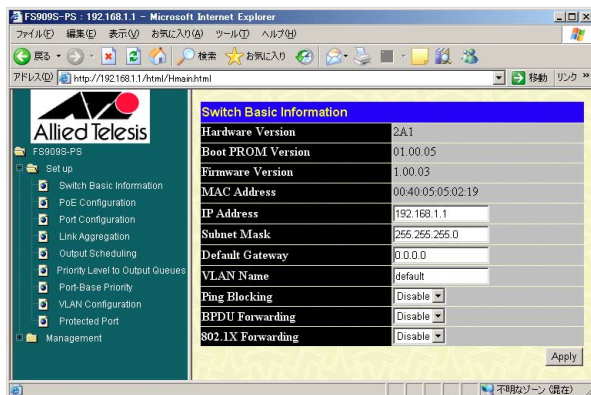 FS909S-PS : 192.168.1.1 - Microsoft Internet Explorer
ファイル(F) 編集(E) 表示(V) お気に入り(A) ツール(T) ヘルプ(H)
戻る 検索 お気に入り
アドレス(D) http://192.168.1.1/html/Hmain.html 移動 リンク »
Allied Telesis
FS909S-PS
Set up
Switch Basic Information
PoE Configuration
Port Configuration
Link Aggregation
Output Scheduling
Priority Level to Output Queues
Port-Base Priority
VLAN Configuration
Protected Port
Management
Switch Basic Information
Hardware Version 2A1
Boot PROM Version 01.00.05
Firmware Version 1.00.03
MAC Address 00:40:05:05:02:19
IP Address 192.168.1.1
Subnet Mask 255.255.255.0
Default Gateway 0.0.0.0
VLAN Name default
Ping Blocking Disable
BPDU Forwarding Disable
802.1X Forwarding Disable
Apply
不明なゾーン (混在)